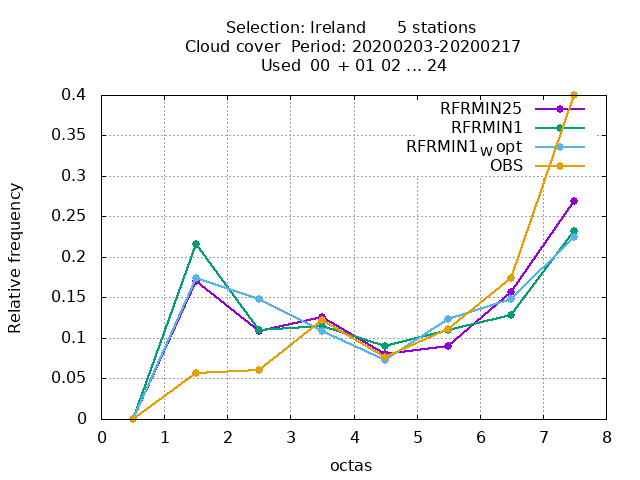 Selection: Ireland 5 stations
Cloud cover Period: 20200203-20200217
Used 00 + 01 02 ... 24
RFRMIN25
RFRMIN1
RFRMIN1W opt
OBS
Relative frequency
0.4
0.35
0.3
0.25
0.2
0.15
0.1
0.05
0
0 1 2 3 4 5 6 7 8
octas